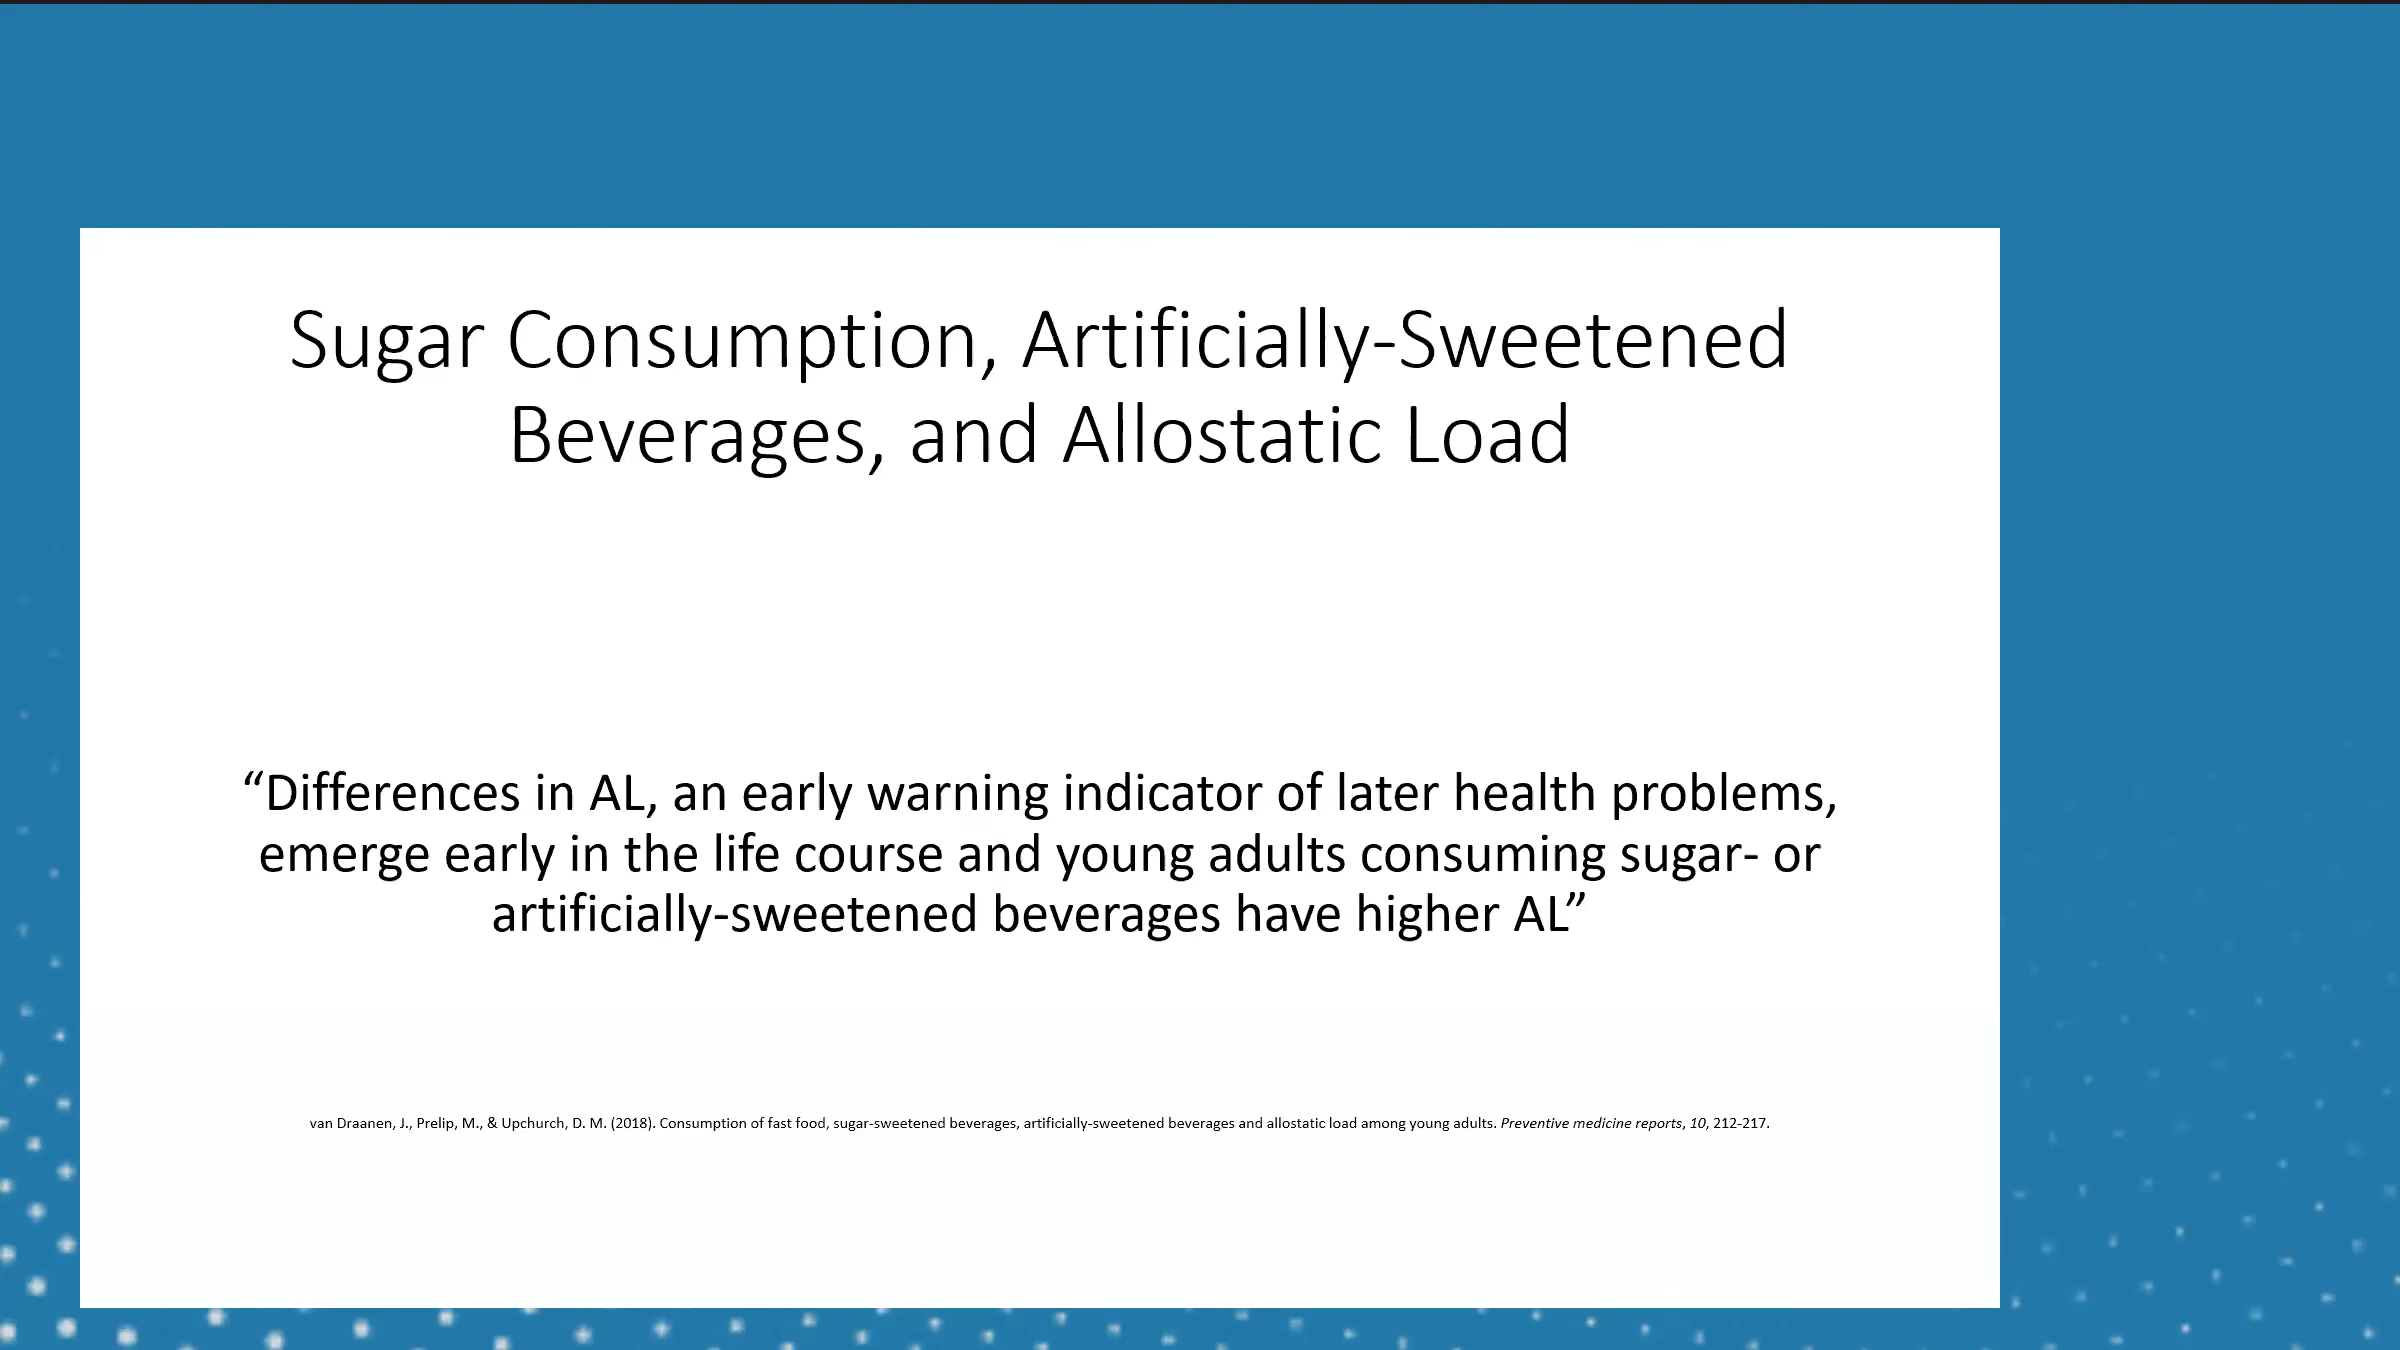 Sugar Consumption, Artificially-Sweetened
Beverages, and Allostatic Load
“Differences in AL, an early warning indicator of later health problems,
emerge early in the life course and young adults consuming sugar- or
artificially-sweetened beverages have higher AL”
van Draanen, J., Prelip, M., & Upchurch, D. M. (2018). Consumption of fast food, sugar-sweetened beverages, artificially-sweetened beverages and allostatic load among young adults. Preventive medicine reports, 10, 212-217.